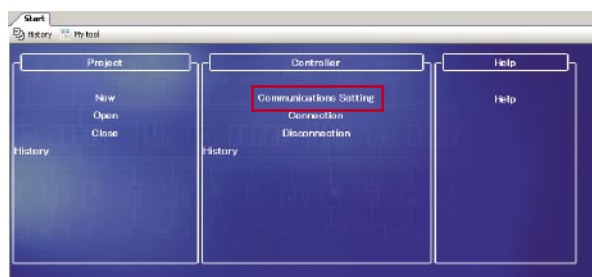 Start
History My tool
Project
New
Open
Close
History
Controller
Communications Setting
Connection
Disconnection
History
Help
Help